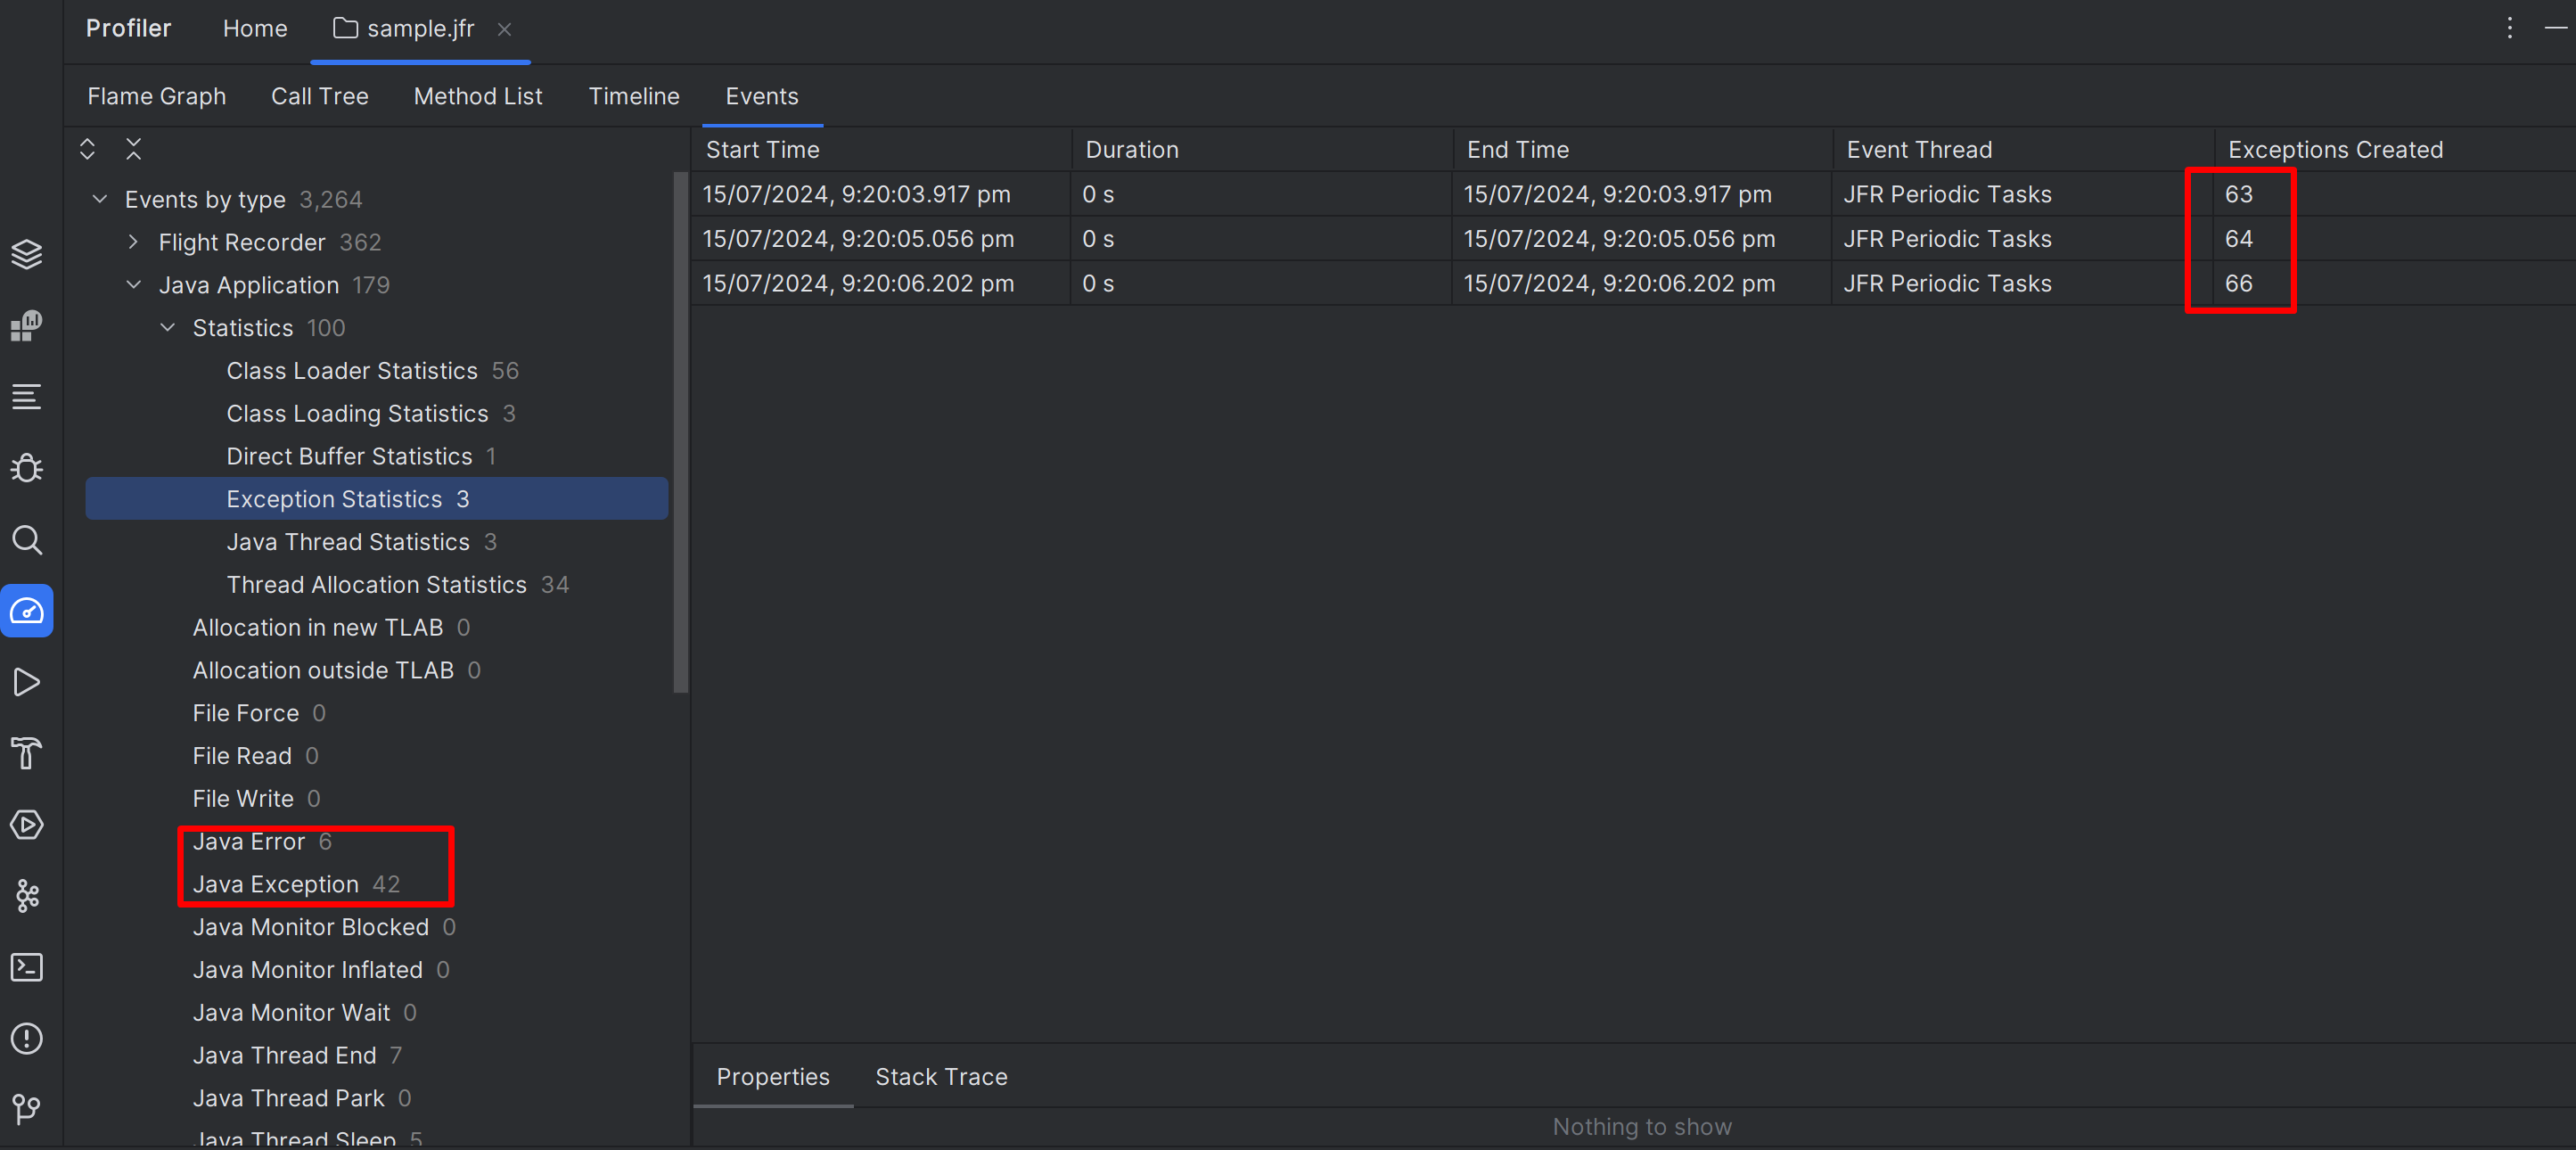 Profiler Home sample.jfr
Flame Graph Call Tree Method List Timeline Events
Events by type 3,264
Flight Recorder 362
Java Application 179
Statistics 100
Class Loader Statistics 56
Class Loading Statistics 3
Direct Buffer Statistics 1
Exception Statistics 3
Java Thread Statistics 3
Thread Allocation Statistics 34
Allocation in new TLAB 0
Allocation outside TLAB 0
File Force 0
File Read 0
File Write 0
Java Error 6
Java Exception 42
Java Monitor Blocked 0
Java Monitor Inflated 0
Java Monitor Wait 0
Java Thread End 7
Java Thread Park 0
Java Thread Sleep 5
Start Time Duration End Time Event Thread Exceptions Created
15/07/2024, 9:20:03.917 pm 0 s 15/07/2024, 9:20:03.917 pm JFR Periodic Tasks 63
15/07/2024, 9:20:05.056 pm 0 s 15/07/2024, 9:20:05.056 pm JFR Periodic Tasks 64
15/07/2024, 9:20:06.202 pm 0 s 15/07/2024, 9:20:06.202 pm JFR Periodic Tasks 66
Properties Stack Trace
Nothing to show